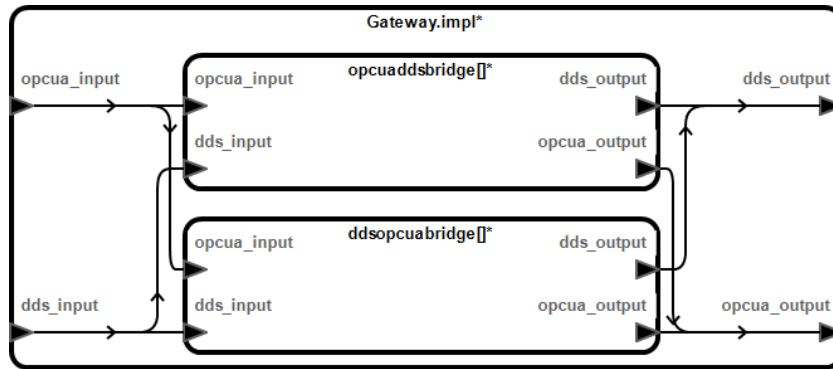 Gateway.impl*
opcuaddsbridge[]*
opcua_input
opcua_input
dds_output
dds_output
dds_input
opcua_output
ddsopcuabridge[]*
opcua_input
dds_output
dds_input
dds_input
opcua_output
opcua_output